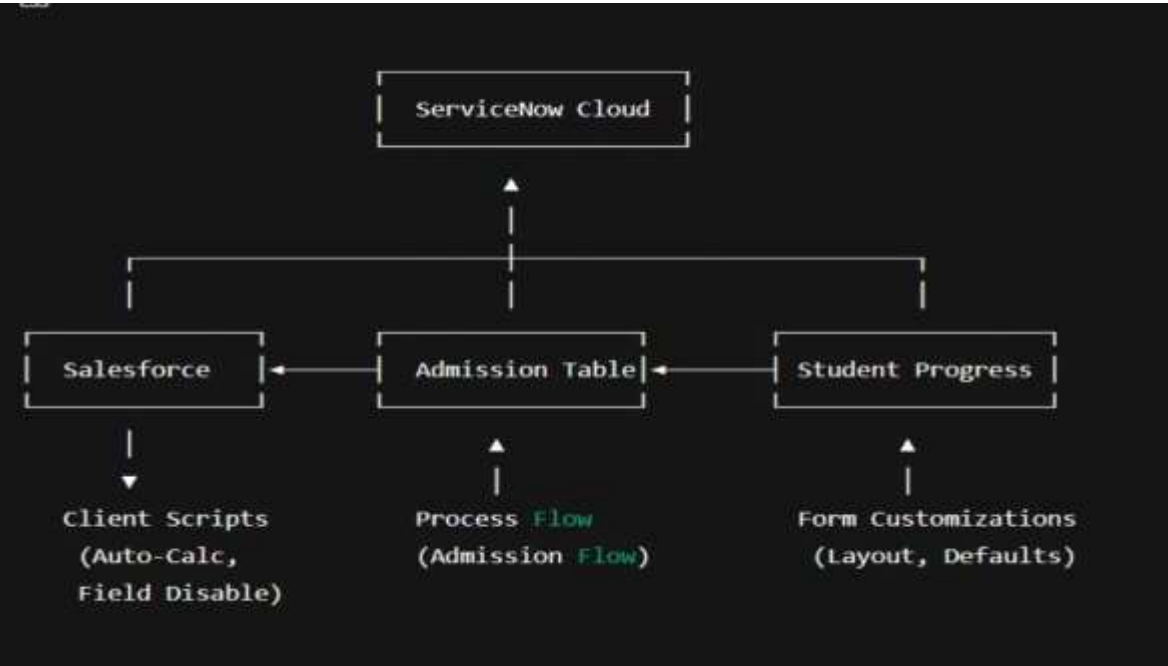 ServiceNow Cloud
Salesforce
Admission Table
Student Progress
Client Scripts
(Auto-Calc,
Field Disable)
Process Flow
(Admission Flow)
Form Customizations
(Layout, Defaults)